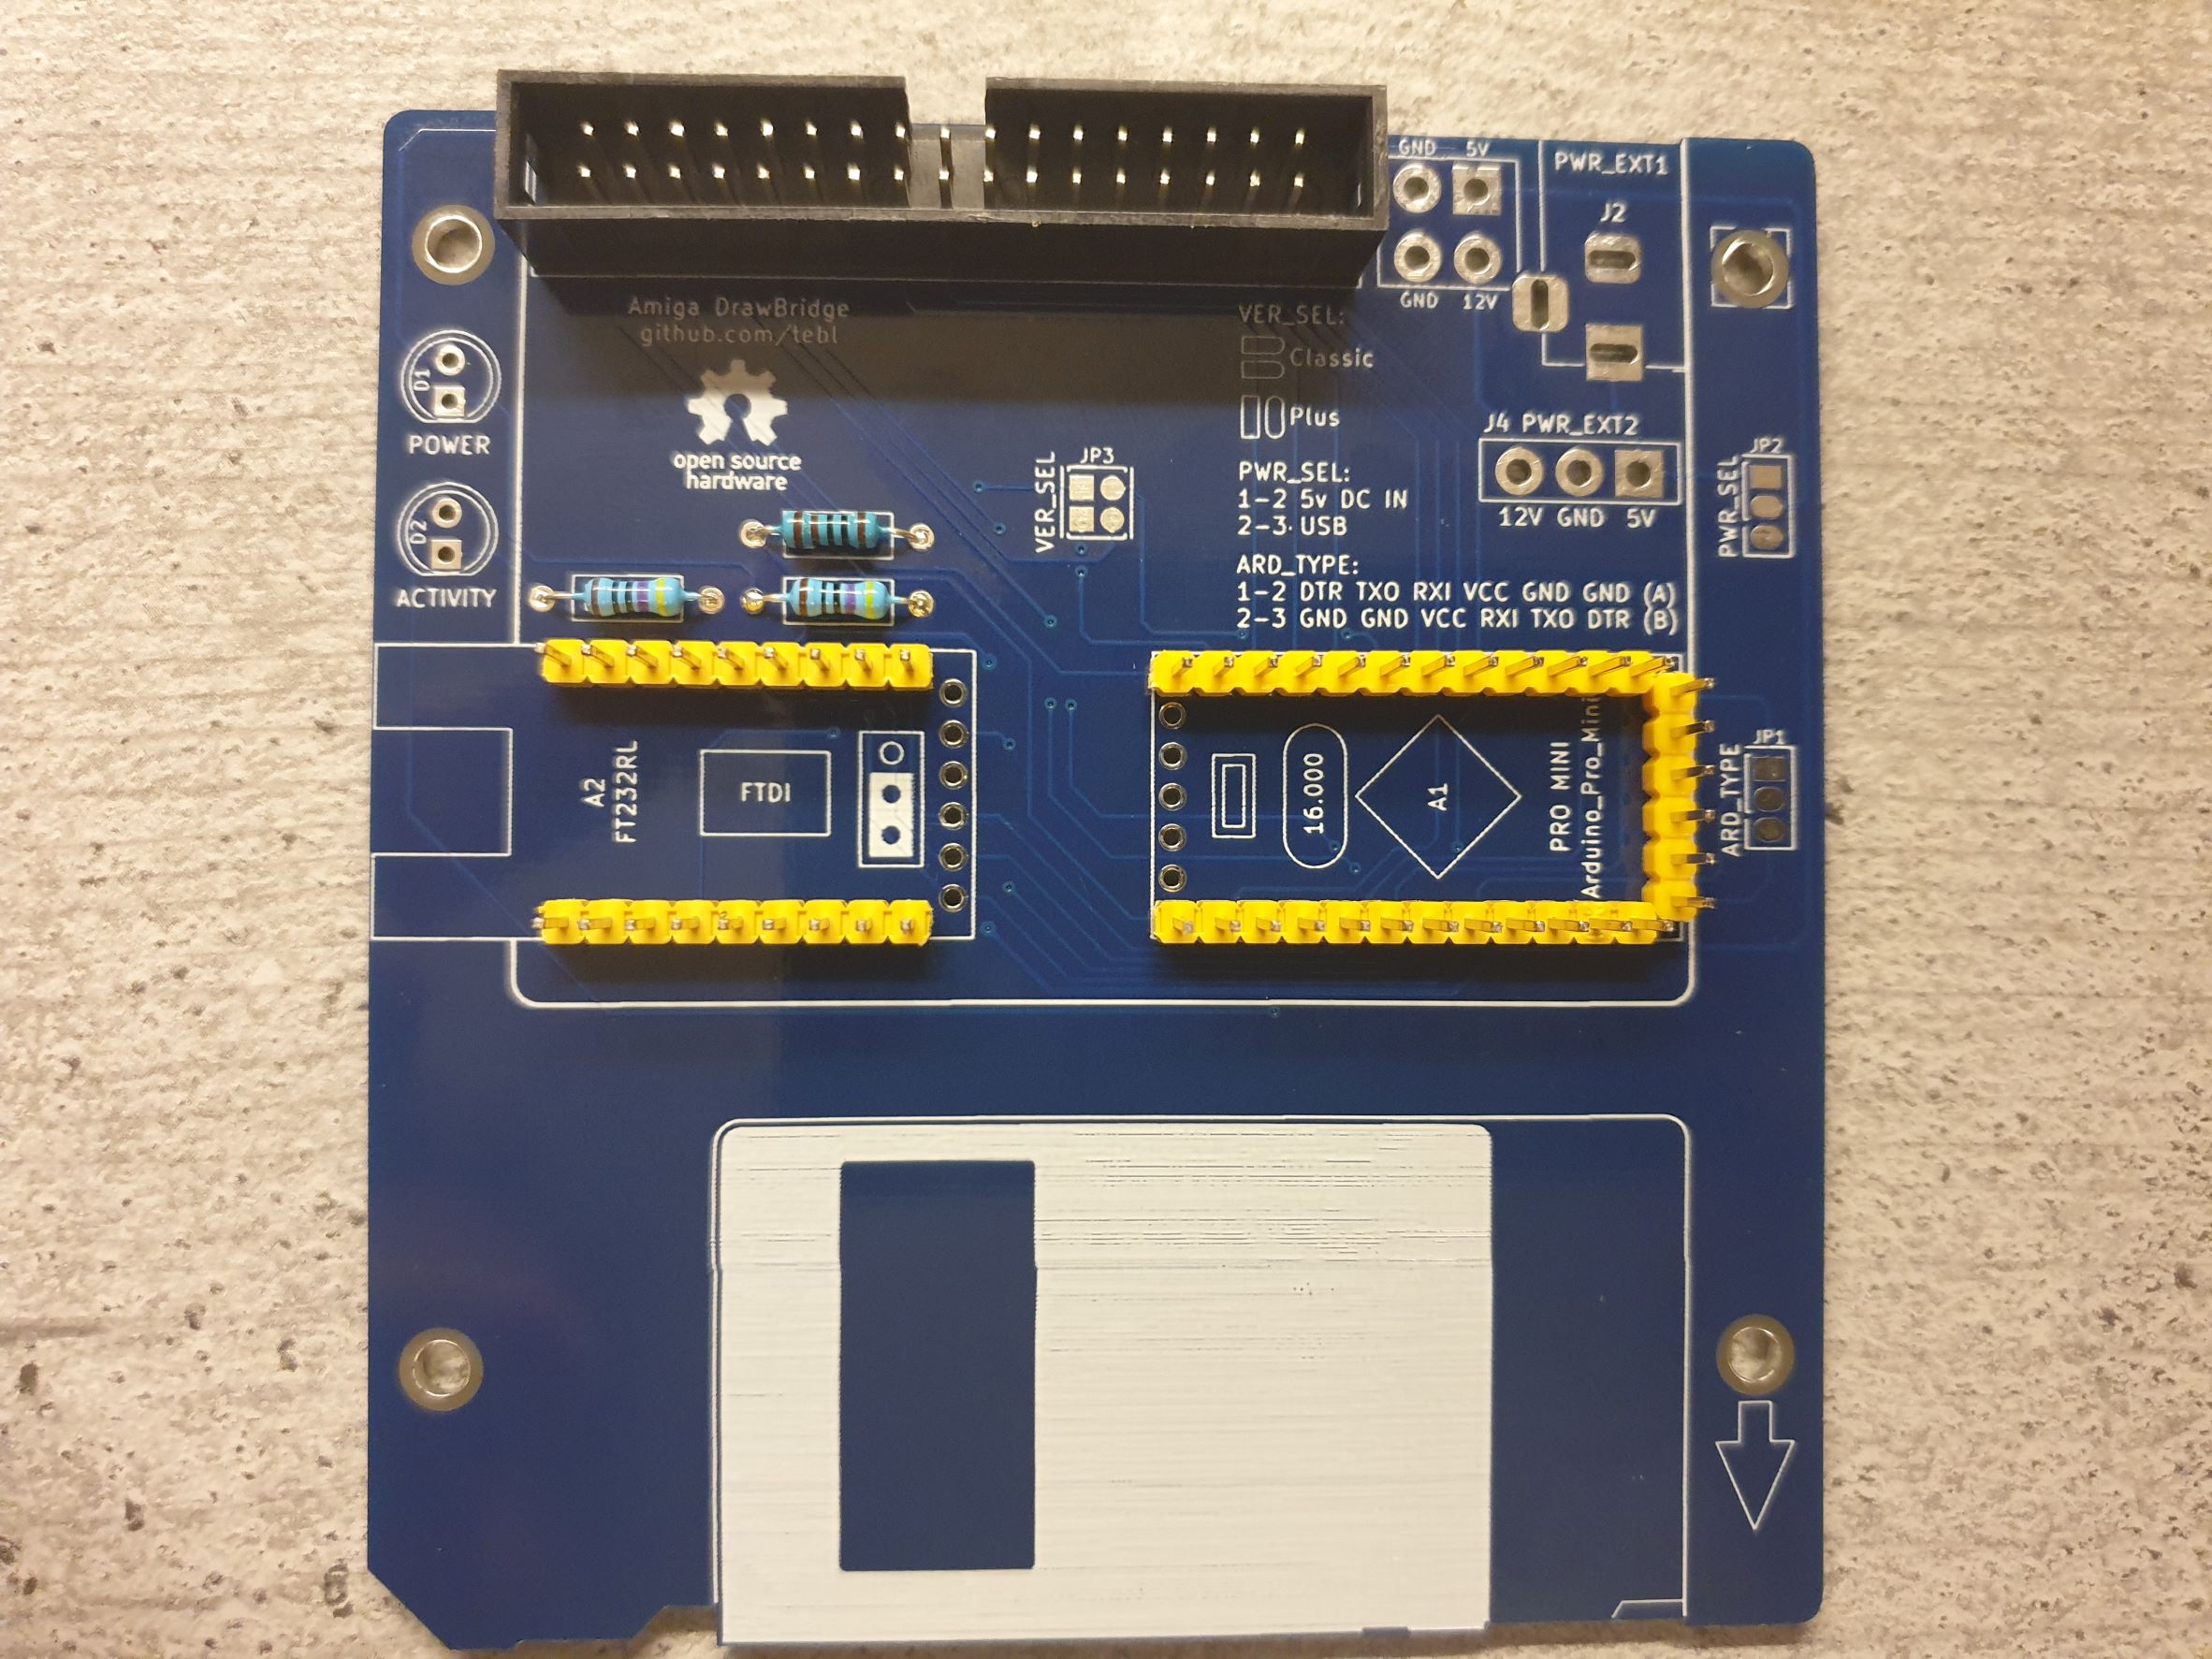 GND 5V
PWR_EXT1
J2
GND 12V
Amiga DrawBridge
github.com/tebl
VER_SEL:
Classic
Plus
D1
POWER
open source
hardware
JP3
VER_SEL
PWR_SEL:
1-2 5v DC IN
2-3 USB
J4 PWR_EXT2
12V GND 5V
JP2
PWR_SEL
D2
ACTIVITY
ARD_TYPE:
1-2 DTR TXO RXI VCC GND GND (A)
2-3 GND GND VCC RXI TXO DTR (B)
A2
FT232RL
FTDI
16.000
A1
PRO MINI
Arduino_Pro_Mini
JP1
ARD_TYPE